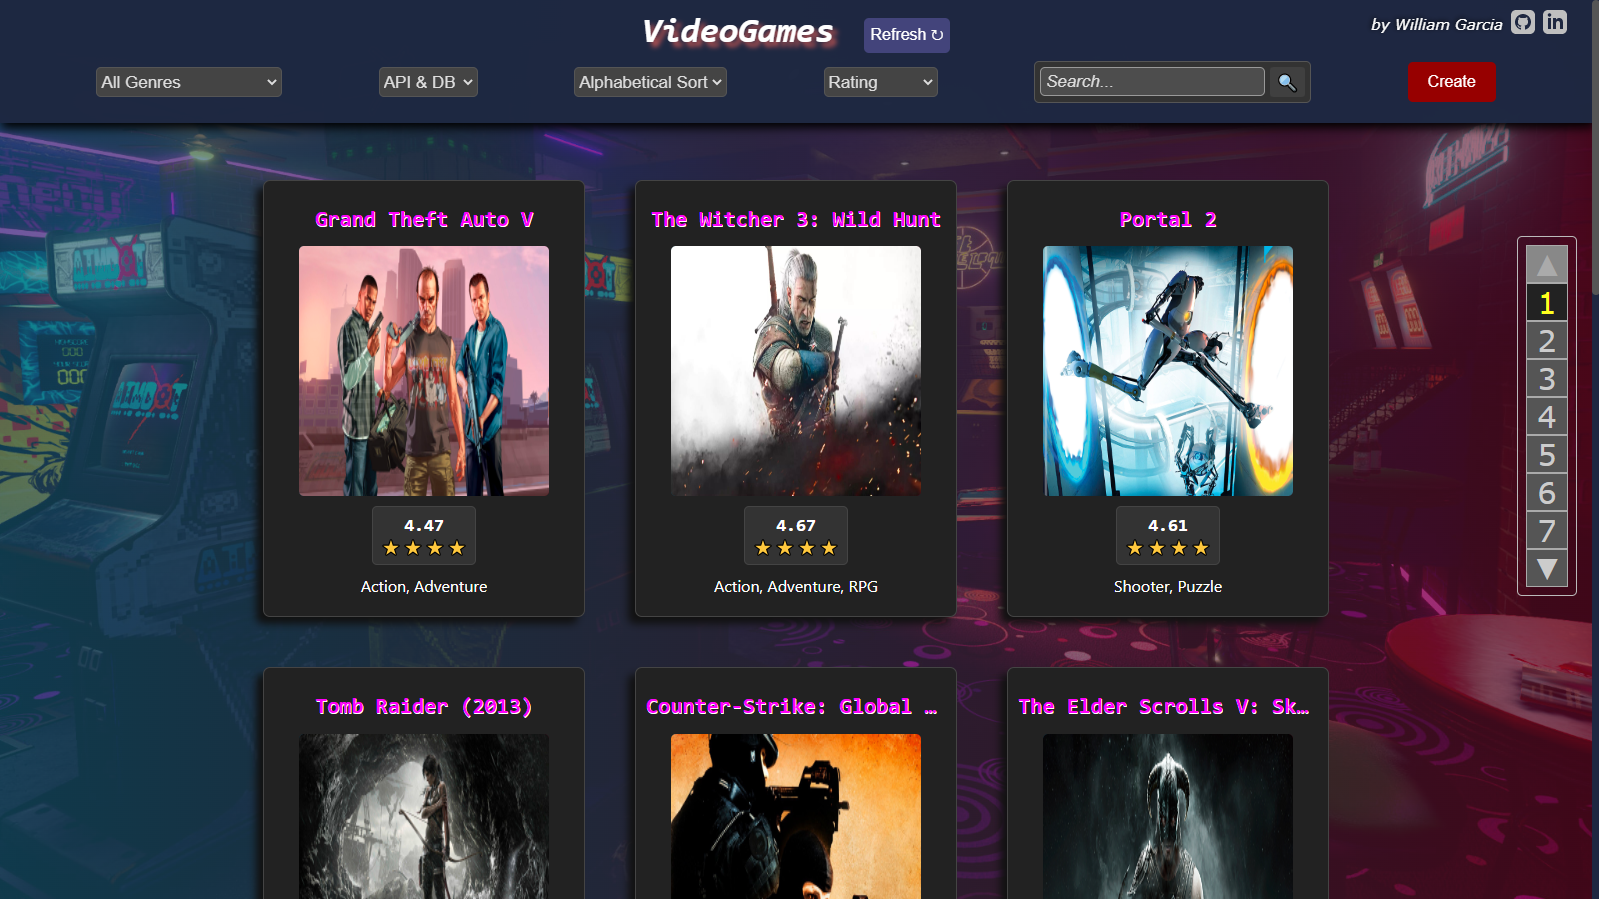 VideoGames
Refresh ↻
by William Garcia
All Genres
API & DB
Alphabetical Sort
Rating
Search...
Create
Grand Theft Auto V
The Witcher 3: Wild Hunt
Portal 2
4.47
4.67
4.61
Action, Adventure
Action, Adventure, RPG
Shooter, Puzzle
Tomb Raider (2013)
Counter-Strike: Global …
The Elder Scrolls V: Sk…
▲
1
2
3
4
5
6
7
▼